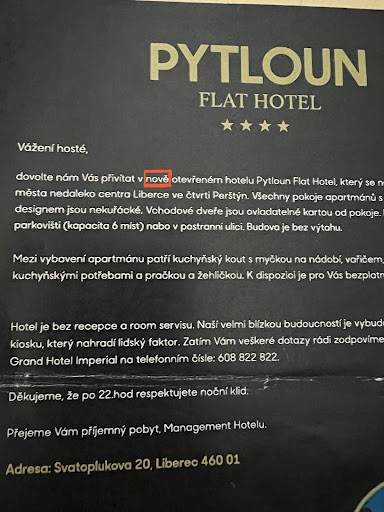 PYTLOUN
FLAT HOTEL
★★★★
Vážení hosté,
dovolte nám Vás přivítat v nově otevřeném hotelu Pytloun Flat Hotel, který se n
města nedaleko centra Liberce ve čtvrti Perštýn. Všechny pokoje apartmánů s
designem jsou nekuřácké. Vchodové dveře jsou ovladatelné kartou od pokoje.
parkovišti (kapacita 6 míst) nabo v postranní ulici. Budova je bez výtahu.
Mezi vybavení apartmánu patří kuchyňský kout s myčkou na nádobí, vařičem,
kuchyňskými potřebami a pračkou a žehličkou. K dispozici je pro Vás bezplatn
Hotel je bez recepce a room servisu. Naší velmi blízkou budoucností je vybud
kiosku, který nahradí lidský faktor. Zatím Vám veškeré dotazy rádi zodpovíme
Grand Hotel Imperial na telefonním čísle: 608 822 822.
Děkujeme, že po 22.hod respektujete noční klid.
Přejeme Vám příjemný pobyt, Management Hotelu.
Adresa: Svatoplukova 20, Liberec 460 01